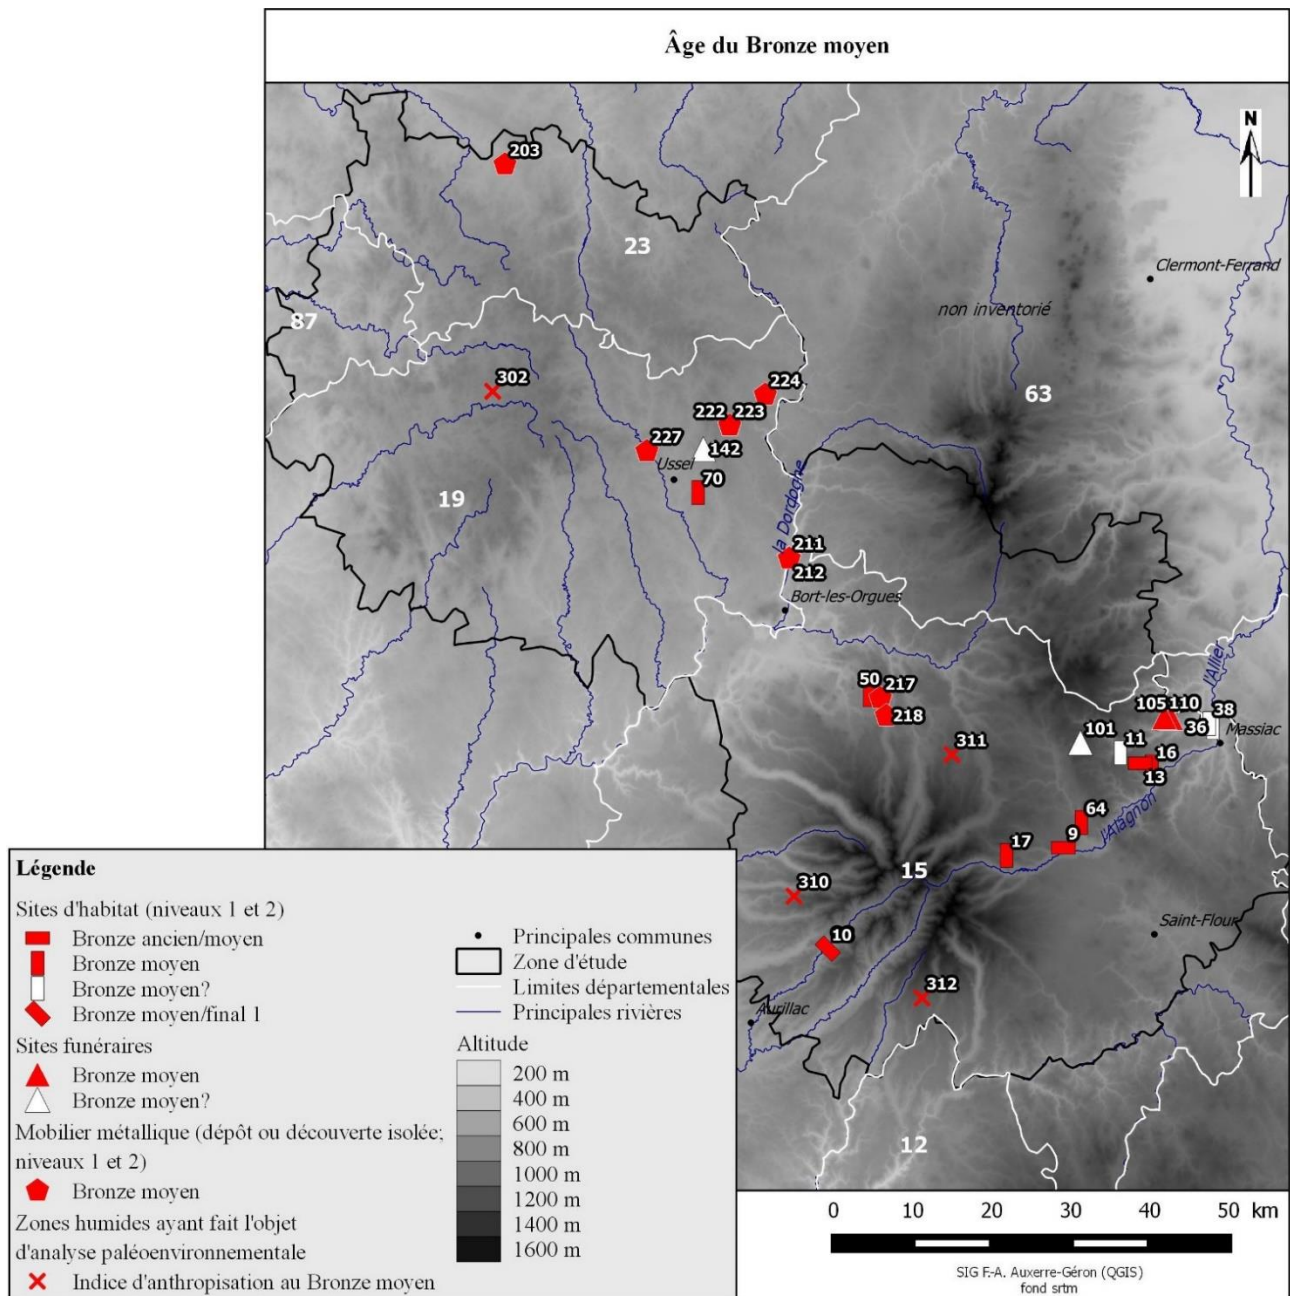 Âge du Bronze moyen
N
203
23
Clermont-Ferrand
non inventorié
87
302
63
224
222 223
227
142
Ussel
70
19
la Dordogne
211
212
Bort-les-Orgues
l'Allier
50 217
218
105 110
38
36
Massiac
101
11
311
16
13
64
9
l'Alagnon
17
15
310
Saint-Flour
10
312
Aurillac
12
Légende
Sites d'habitat (niveaux 1 et 2)
Bronze ancien/moyen
Bronze moyen
Bronze moyen?
Bronze moyen/final 1
Sites funéraires
Bronze moyen
Bronze moyen?
Mobilier métallique (dépôt ou découverte isolée;
niveaux 1 et 2)
Bronze moyen
Zones humides ayant fait l'objet
d'analyse paléoenvironnementale
Indice d'anthropisation au Bronze moyen
Principales communes
Zone d'étude
Limites départementales
Principales rivières
Altitude
200 m
400 m
600 m
800 m
1000 m
1200 m
1400 m
1600 m
0 10 20 30 40 50 km
SIG F.-A. Auxerre-Géron (QGIS)
fond srtm